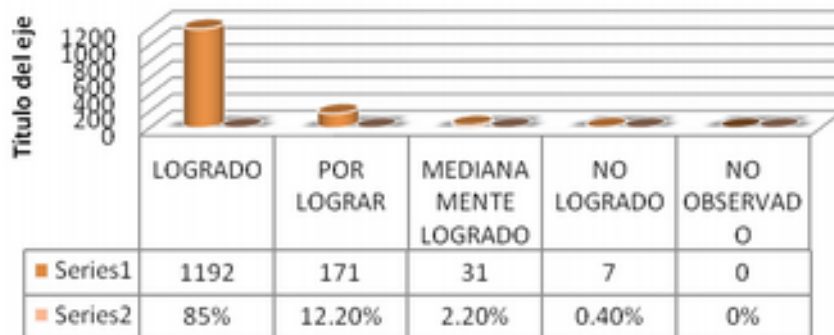 Título del eje
1200
1000
800
600
400
200
0
LOGRADO
POR
LOGRAR
MEDIANA
MENTE
LOGRADO
NO
LOGRADO
NO
OBSERVAD
O
Series1 1192 171 31 7 0
Series2 85% 12.20% 2.20% 0.40% 0%